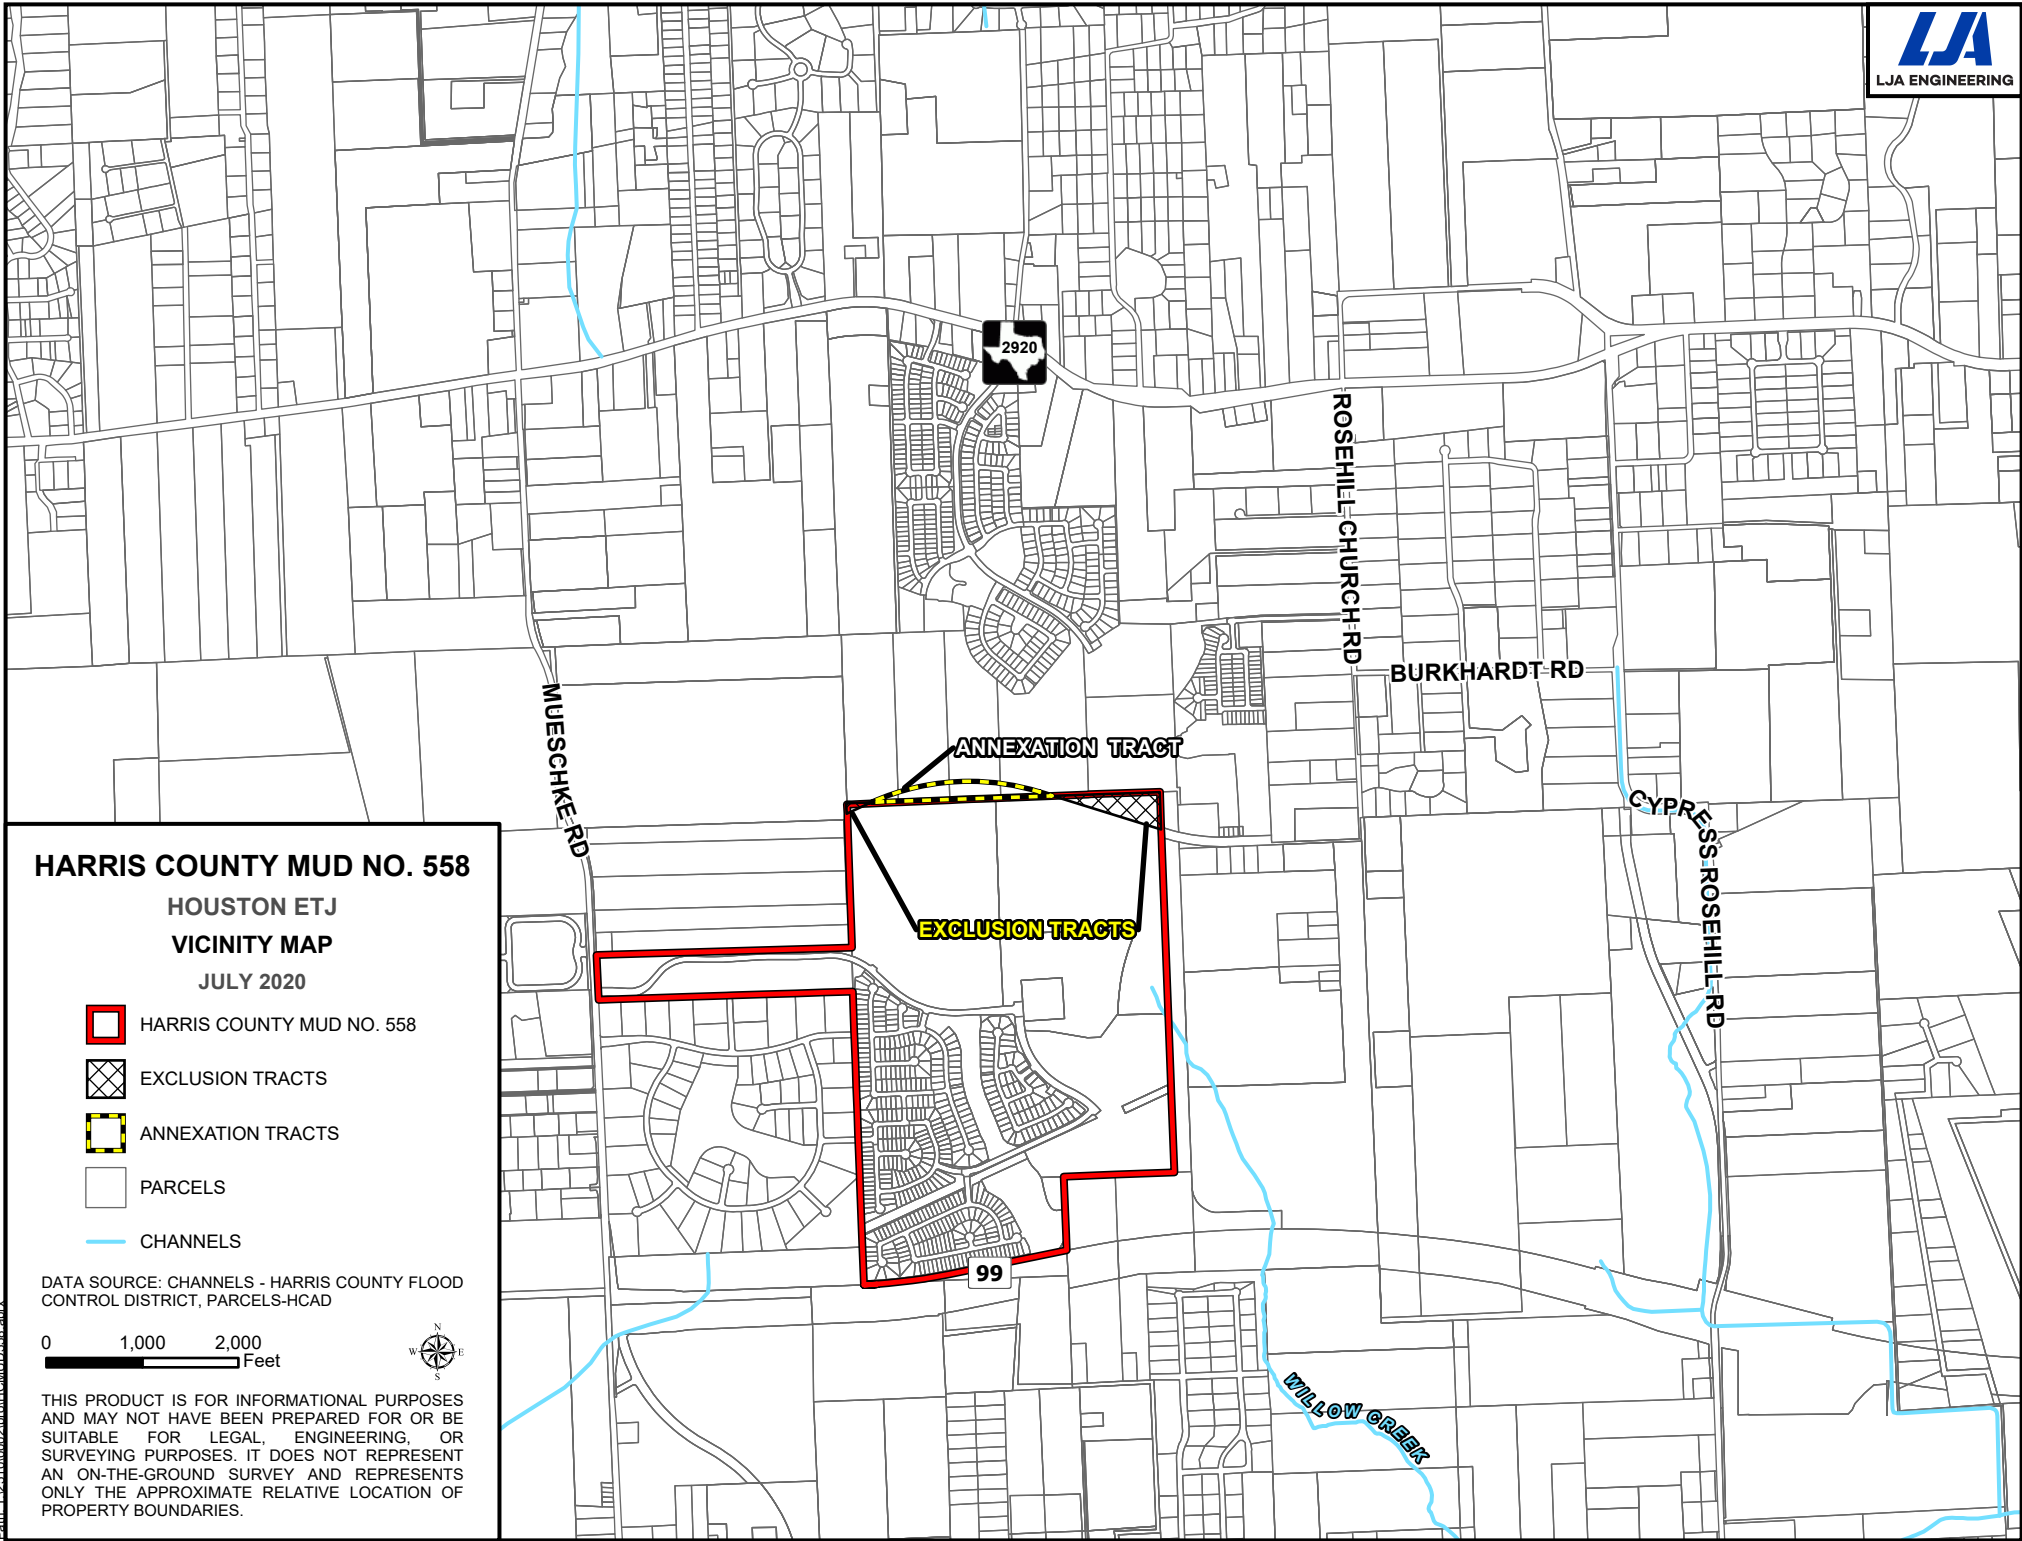 LJA
LJA ENGINEERING
2920
ROSEHILL CHURCH RD
BURKHARDT RD
MUESCHKE RD
ANNEXATION TRACT
CYPRESS ROSEHILL RD
EXCLUSION TRACTS
99
WILLOW CREEK
HARRIS COUNTY MUD NO. 558
HOUSTON ETJ
VICINITY MAP
JULY 2020
HARRIS COUNTY MUD NO. 558
EXCLUSION TRACTS
ANNEXATION TRACTS
PARCELS
CHANNELS
DATA SOURCE: CHANNELS - HARRIS COUNTY FLOOD
CONTROL DISTRICT, PARCELS-HCAD
0 1,000 2,000
Feet
N
W E
S
THIS PRODUCT IS FOR INFORMATIONAL PURPOSES
AND MAY NOT HAVE BEEN PREPARED FOR OR BE
SUITABLE FOR LEGAL, ENGINEERING, OR
SURVEYING PURPOSES. IT DOES NOT REPRESENT
AN ON-THE-GROUND SURVEY AND REPRESENTS
ONLY THE APPROXIMATE RELATIVE LOCATION OF
PROPERTY BOUNDARIES.